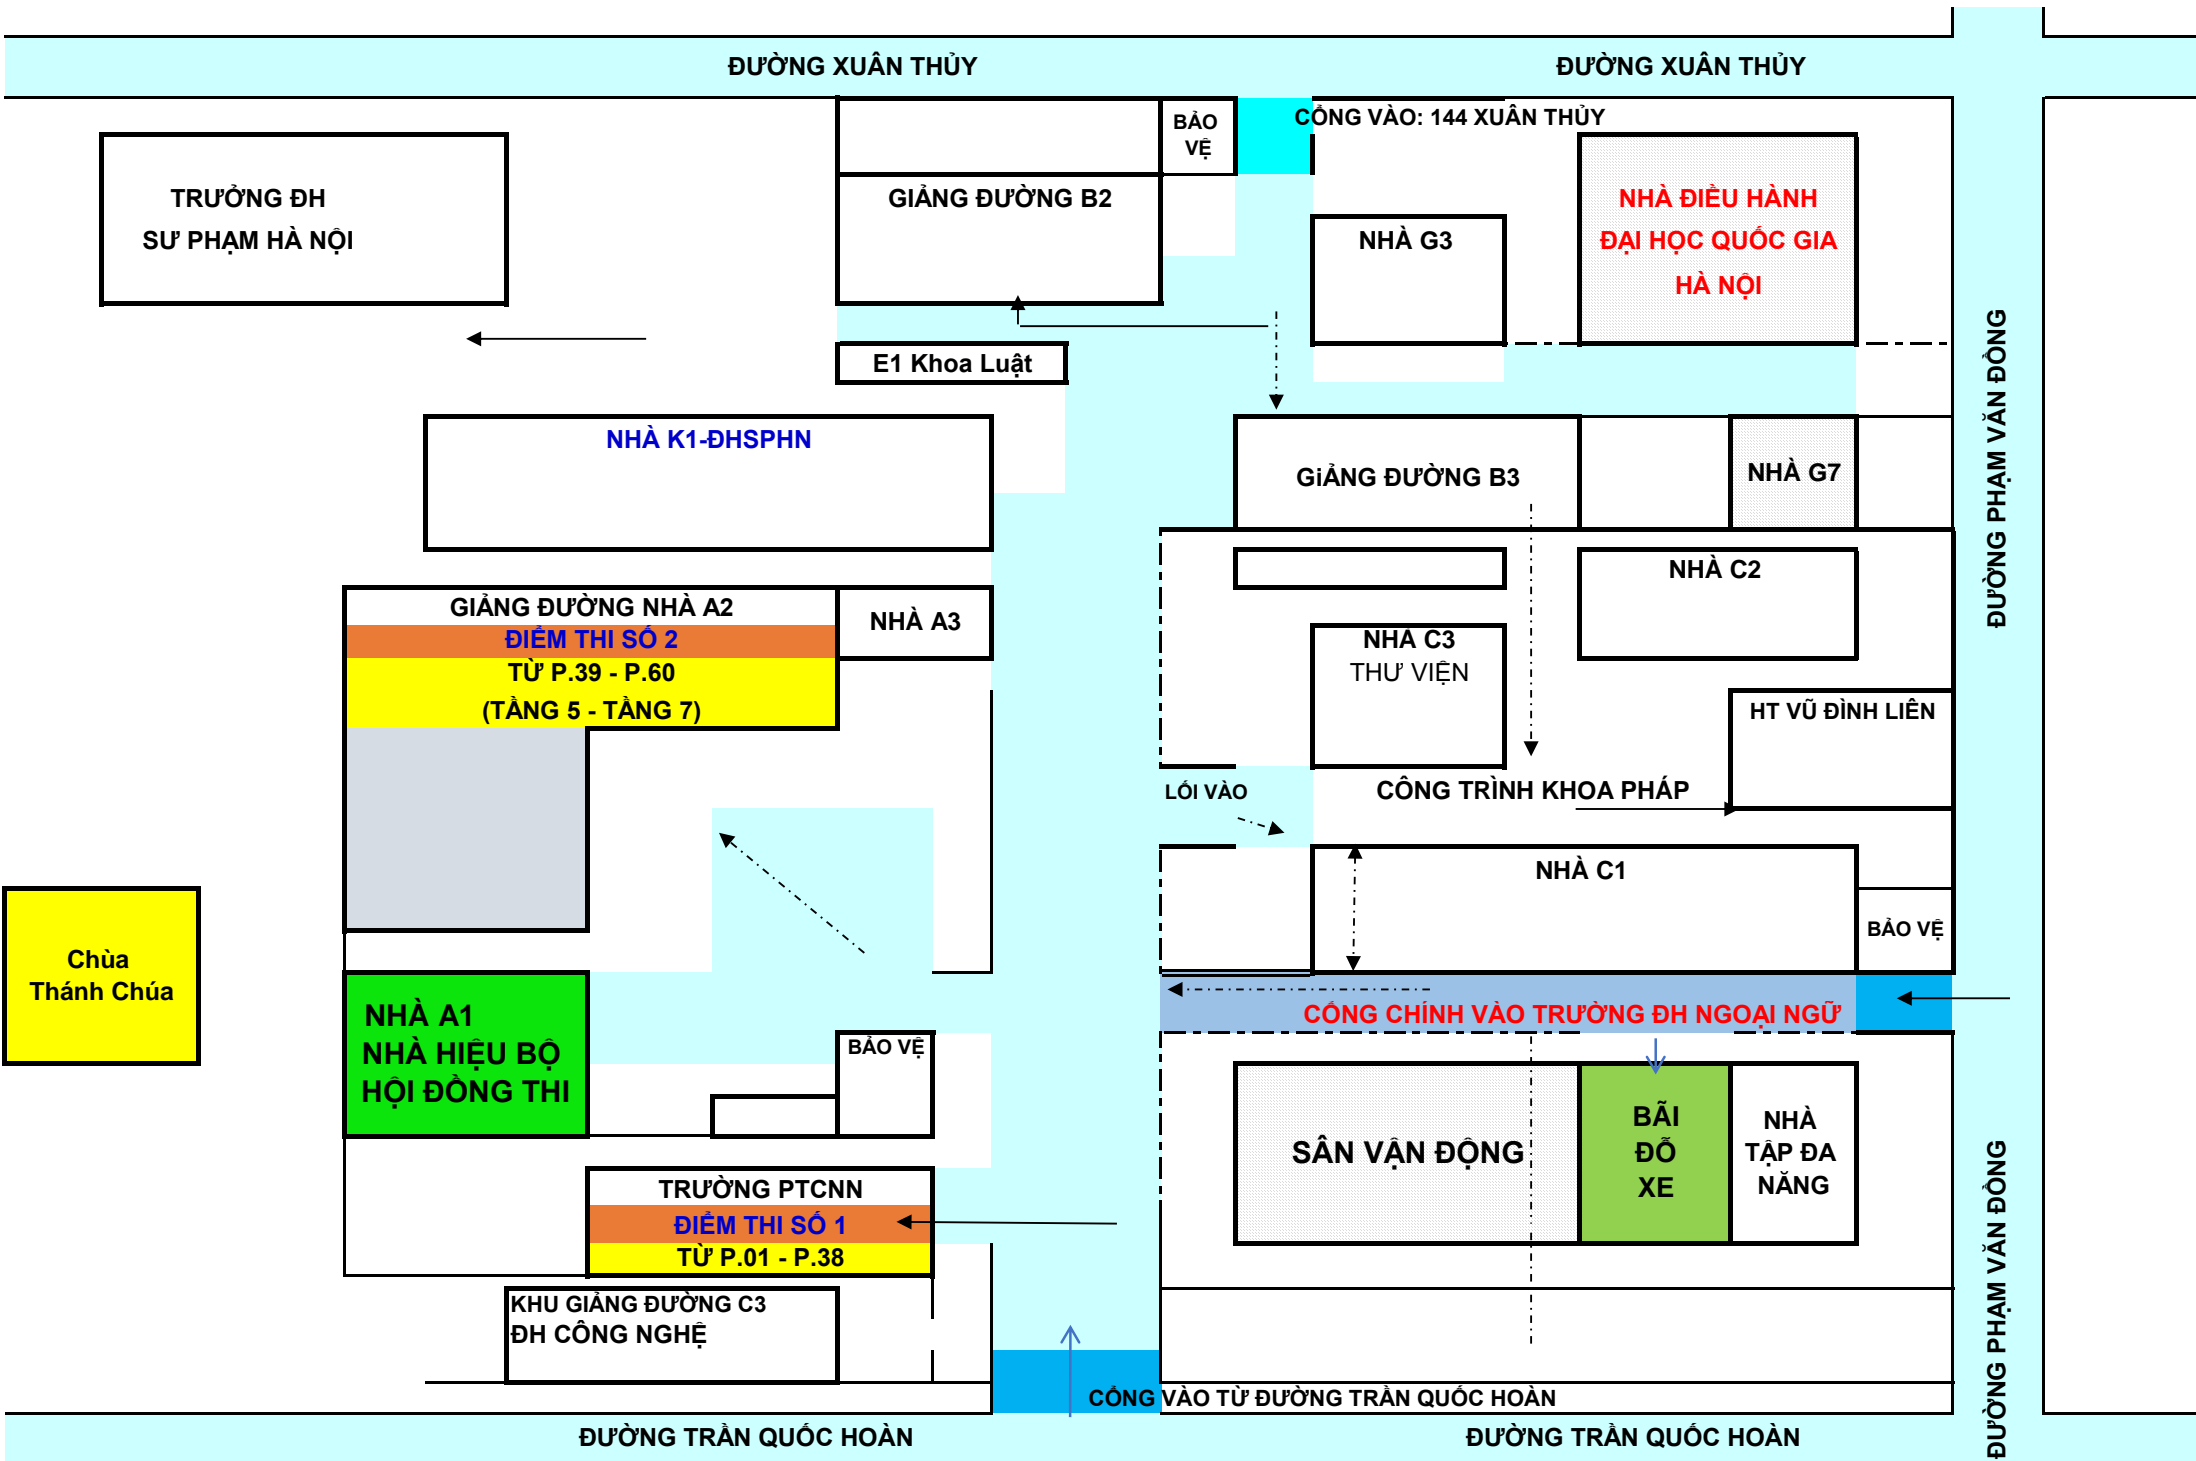 ĐƯỜNG XUÂN THỦY
ĐƯỜNG XUÂN THỦY
BẢO
VỆ
CỔNG VÀO: 144 XUÂN THỦY
TRƯỞNG ĐH
SƯ PHẠM HÀ NỘI
GIẢNG ĐƯỜNG B2
NHÀ G3
NHÀ ĐIỀU HÀNH
ĐẠI HỌC QUỐC GIA
HÀ NỘI
E1 Khoa Luật
ĐƯỜNG PHẠM VĂN ĐỒNG
NHÀ K1-ĐHSPHN
GiẢNG ĐƯỜNG B3
NHÀ G7
GIẢNG ĐƯỜNG NHÀ A2
ĐIỂM THI SỐ 2
TỪ P.39 - P.60
(TẦNG 5 - TẦNG 7)
NHÀ A3
NHÀ C2
NHÀ C3
THƯ VIỆN
HT VŨ ĐÌNH LIÊN
LỐI VÀO
CÔNG TRÌNH KHOA PHÁP
NHÀ C1
BẢO VỆ
Chùa
Thánh Chúa
NHÀ A1
NHÀ HIỆU BỘ
HỘI ĐỒNG THI
CỔNG CHÍNH VÀO TRƯỜNG ĐH NGOẠI NGỮ
BẢO VỆ
SÂN VẬN ĐỘNG
BÃI
ĐỖ
XE
NHÀ
TẬP ĐA
NĂNG
TRƯỜNG PTCNN
ĐIỂM THI SỐ 1
TỪ P.01 - P.38
ĐƯỜNG PHẠM VĂN ĐỒNG
KHU GIẢNG ĐƯỜNG C3
ĐH CÔNG NGHỆ
CỔNG VÀO TỪ ĐƯỜNG TRẦN QUỐC HOÀN
ĐƯỜNG TRẦN QUỐC HOÀN
ĐƯỜNG TRẦN QUỐC HOÀN